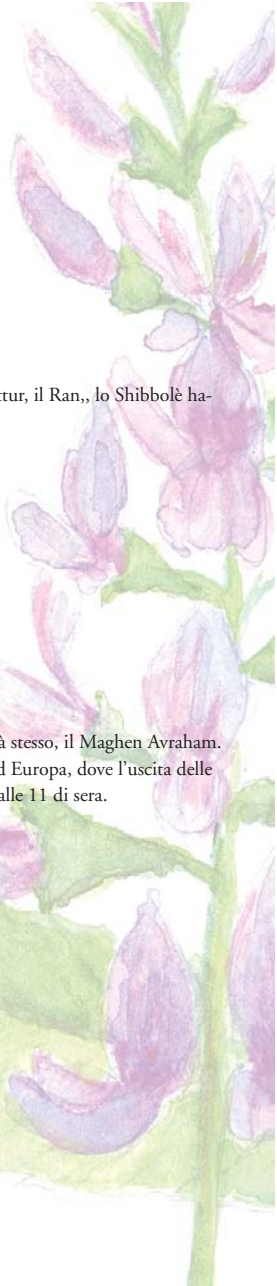 ttur, il Ran,, lo Shibbolè ha-
à stesso, il Maghen Avraham.
d Europa, dove l'uscita delle
alle 11 di sera.